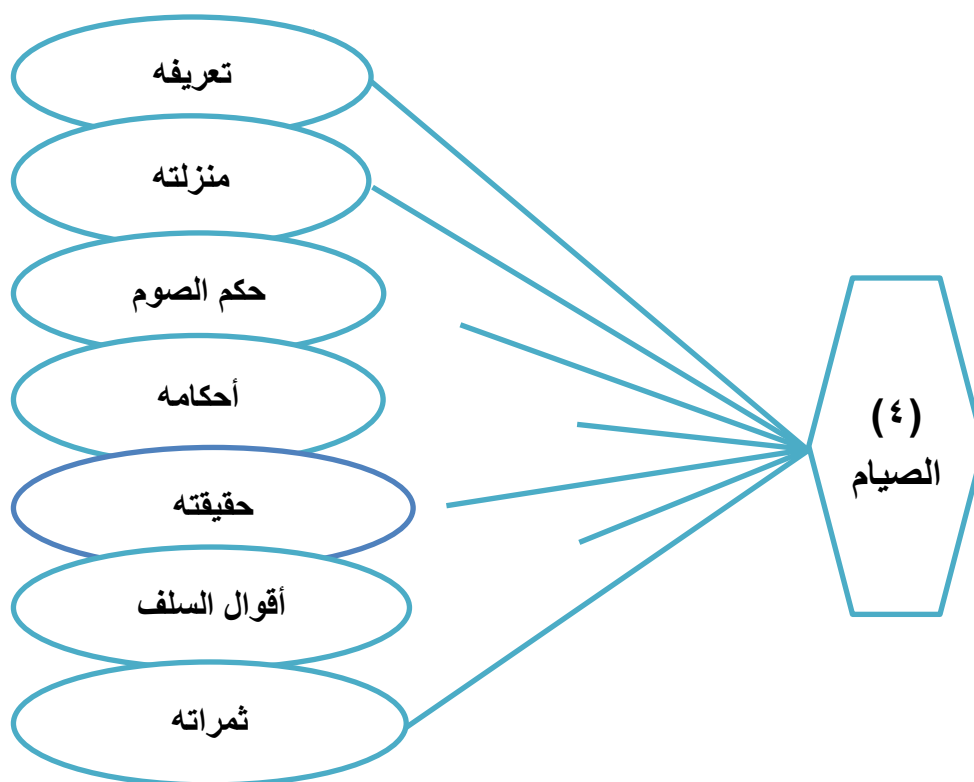 (٤)
الصيام
تعريفه
منزلته
حكم الصوم
أحكامه
حقيقته
أقوال السلف
ثمراته